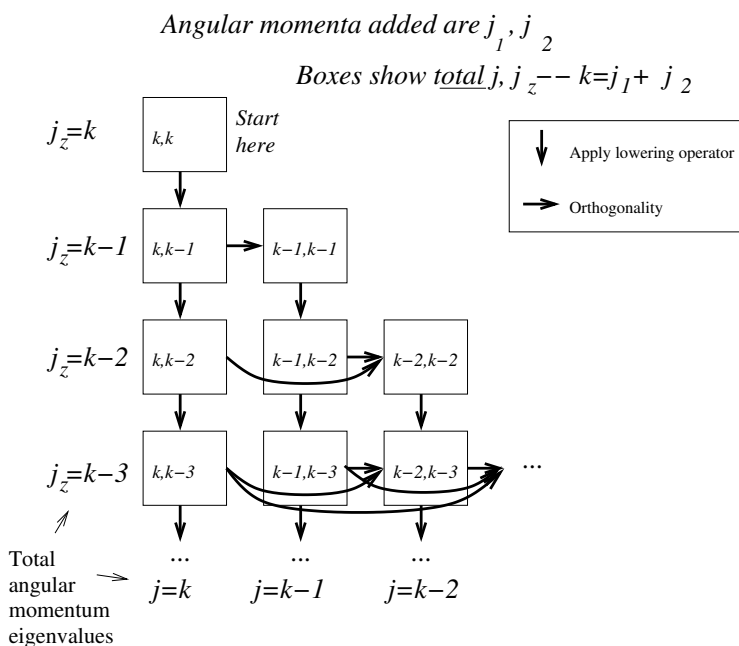 Angular momenta added are j1, j2
Boxes show total j, jz−− k=j1+ j2
jz=k
k,k
Start
here
Apply lowering operator
Orthogonality
jz=k−1
k,k−1
k−1,k−1
jz=k−2
k,k−2
k−1,k−2
k−2,k−2
jz=k−3
k,k−3
k−1,k−3
k−2,k−3
...
... ... ...
j=k j=k−1 j=k−2
Total
angular
momentum
eigenvalues